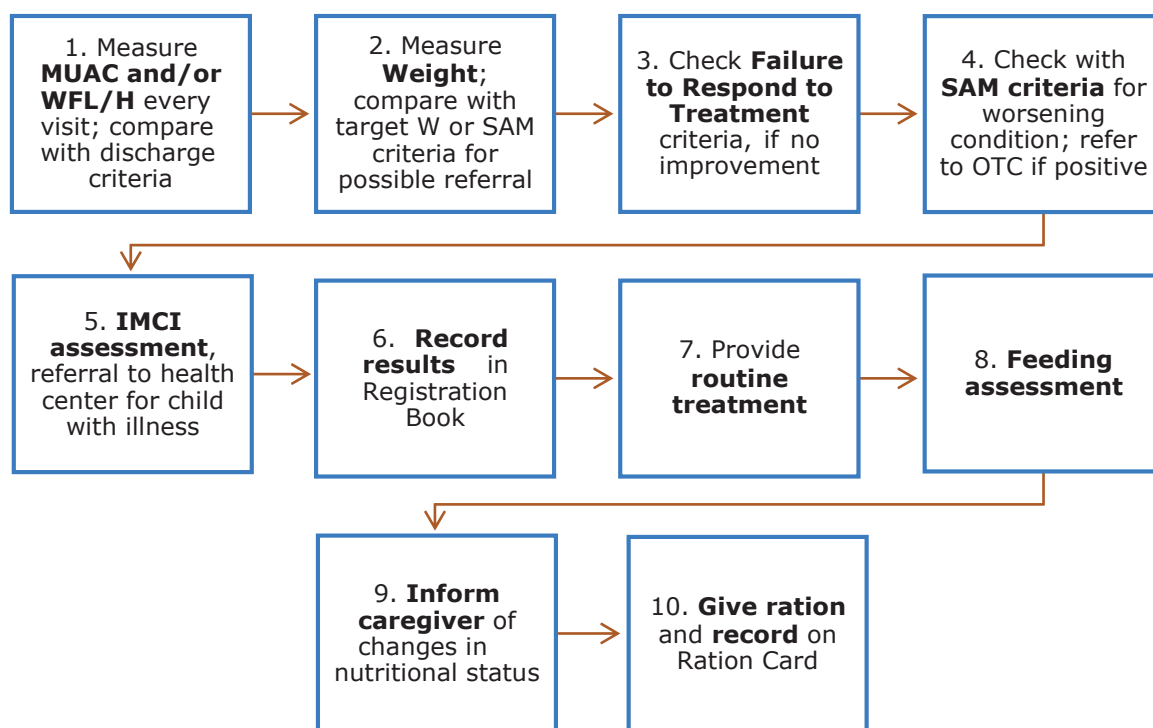 1. Measure
MUAC and/or
WFL/H every
visit; compare
with discharge
criteria
2. Measure
Weight;
compare with
target W or SAM
criteria for
possible referral
3. Check Failure
to Respond to
Treatment
criteria, if no
improvement
4. Check with
SAM criteria for
worsening
condition; refer
to OTC if positive
5. IMCI
assessment,
referral to health
center for child
with illness
6. Record
results in
Registration
Book
7. Provide
routine
treatment
8. Feeding
assessment
9. Inform
caregiver of
changes in
nutritional status
10. Give ration
and record on
Ration Card